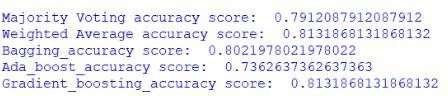 Majority Voting accuracy score:  0.7912087912087912
Weighted Average accuracy score:  0.8131868131868132
Bagging_accuracy score:  0.8021978021978022
Ada_boost_accuracy score:  0.7362637362637363
Gradient_boosting_accuracy score:  0.8131868131868132